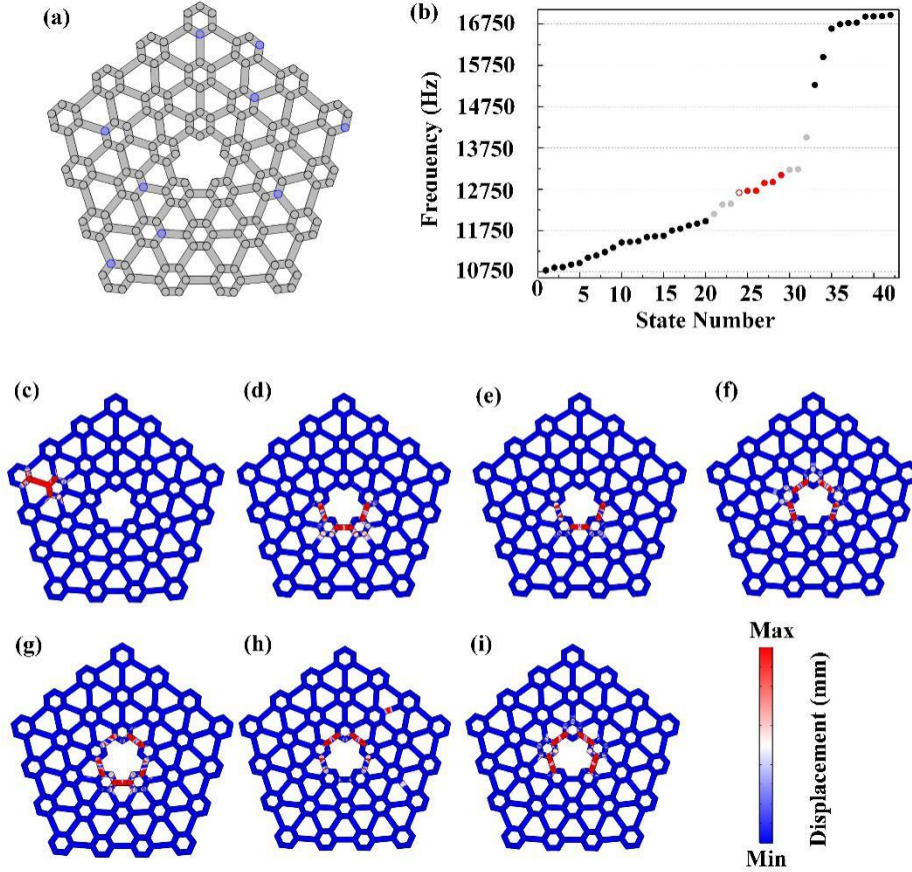 (a)
(b)
16750
15750
14750
13750
12750
11750
10750
Frequency (Hz)
0 5 10 15 20 25 30 35 40
State Number
(c) (d) (e) (f)
(g) (h) (i)
Max
Displacement (mm)
Min